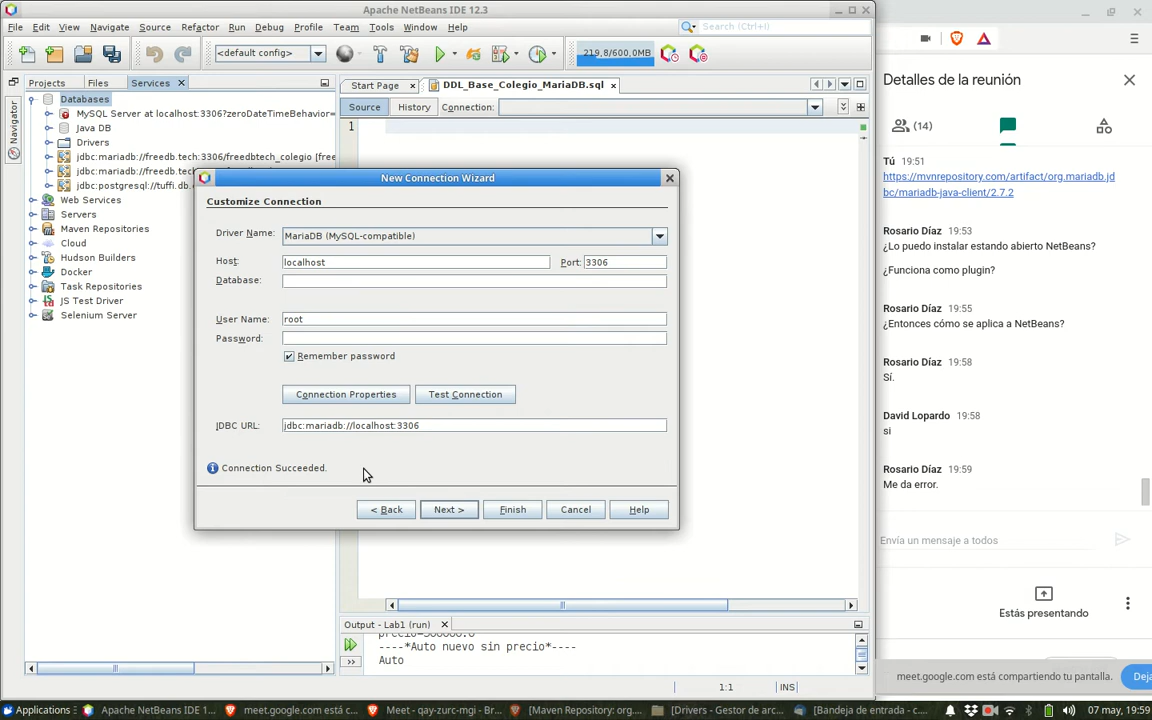 Apache NetBeans IDE 12.3
File Edit View Navigate Source Refactor Run Debug Profile Team Tools Window Help
Search (Ctrl+I)
<default config>
219,8/600,0MB
Projects Files Services
Start Page DDL_Base_Colegio_MariaDB.sql
Source History Connection:
Navigator
1
Databases
MySQL Server at localhost:3306?zeroDateTimeBehavior=
Java DB
Drivers
jdbc:mariadb://freedb.tech:3306/freedbtech_colegio [free
jdbc:mariadb://freedb.te
jdbc:postgresql://tuffi.db.
Web Services
Servers
Maven Repositories
Cloud
Hudson Builders
Docker
Task Repositories
JS Test Driver
Selenium Server
New Connection Wizard
Customize Connection
Driver Name: MariaDB (MySQL-compatible)
Host: localhost Port: 3306
Database:
User Name: root
Password:
Remember password
Connection Properties Test Connection
JDBC URL: jdbc:mariadb://localhost:3306
Connection Succeeded.
< Back Next > Finish Cancel Help
Output - Lab1 (run)
precio=500000.0
----*Auto nuevo sin precio*----
Auto
1:1 INS
Detalles de la reunión
(14)
Tú 19:51
https://mvnrepository.com/artifact/org.mariadb.jd
bc/mariadb-java-client/2.7.2
Rosario Díaz 19:53
¿Lo puedo instalar estando abierto NetBeans?
¿Funciona como plugin?
Rosario Díaz 19:55
¿Entonces cómo se aplica a NetBeans?
Rosario Díaz 19:58
Sí.
David Lopardo 19:58
si
Rosario Díaz 19:59
Me da error.
Envía un mensaje a todos
Estás presentando
meet.google.com está compartiendo tu pantalla. Deja
Applications Apache NetBeans IDE 1... meet.google.com está c... Meet - qay-zurc-mgi - Br... [Maven Repository: org.... [Drivers - Gestor de arc... [Bandeja de entrada - c... 07 may, 19:59